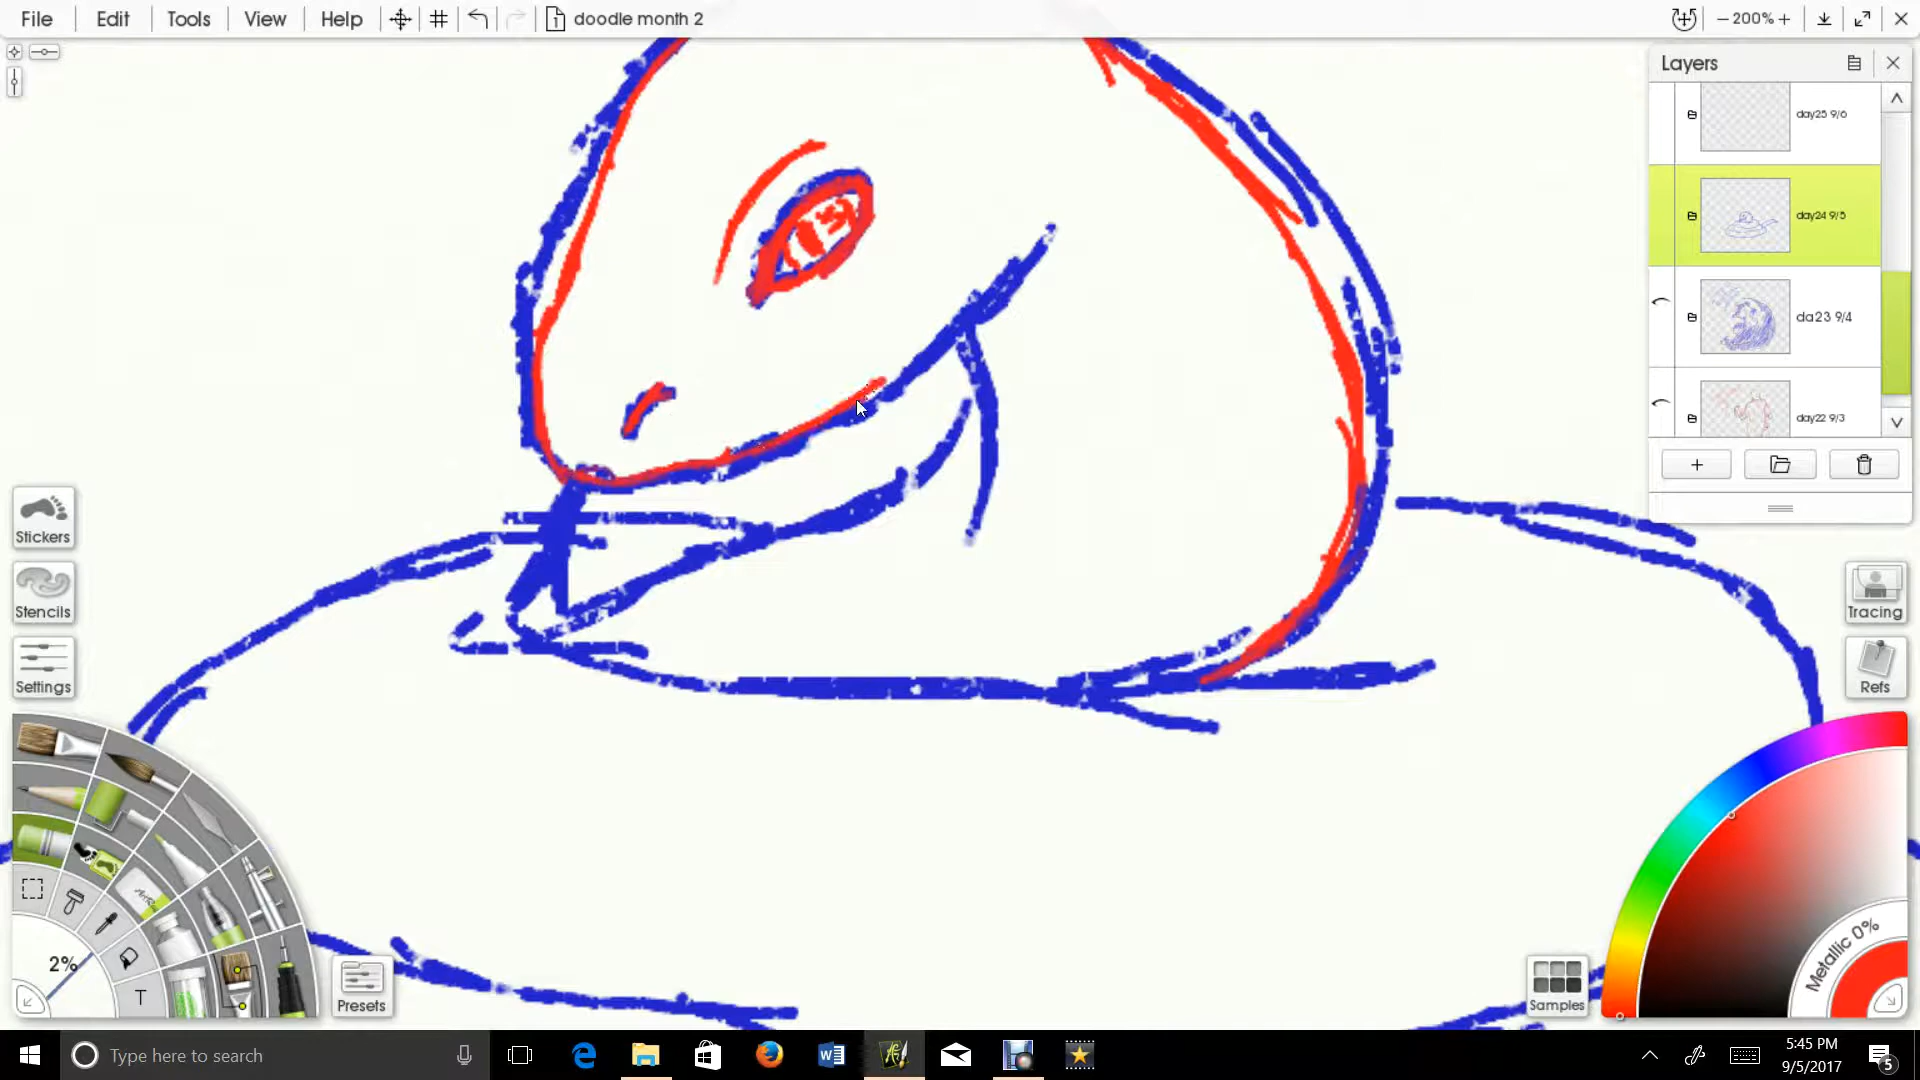 File Edit Tools View Help doodle month 2 200%
Layers
day25 9/6
day24 9/5
da23 9/4
day22 9/3
Stickers
Stencils
Settings
Tracing
Refs
2%
T
Presets
Samples
Metallic 0%
Type here to search
5:45 PM
9/5/2017
5